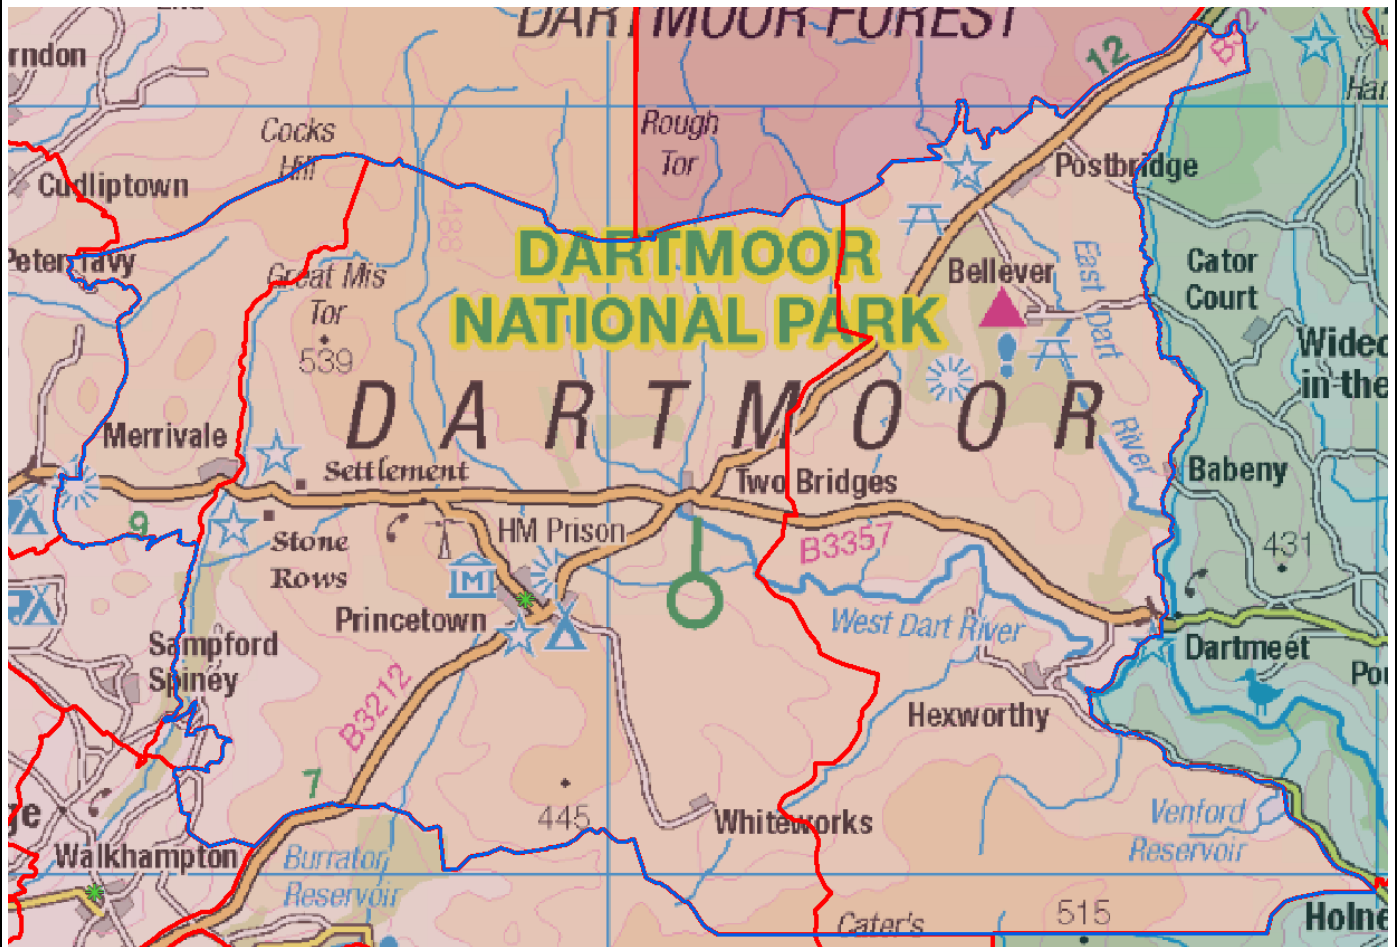 DARTMOOR FOREST
rndon
12
Cocks
Hill
Rough
Tor
Postbridge
Cudliptown
488
Peter Tavy
DARTMOOR
NATIONAL PARK
Great Mis
Tor
539
Bellever
East Dart
River
Cator
Court
Widec
in-the
DARTMOOR
Merrivale
Settlement
Two Bridges
Babeny
9
HM Prison
B3357
431
Stone
Rows
M
Princetown
West Dart River
Sampford
Spiney
Dartmeet
Pou
B3212
Hexworthy
7
445
Whiteworks
Venford
Reservoir
ge
Walkhampton
Burrator
Reservoir
Cater's
515
Holne